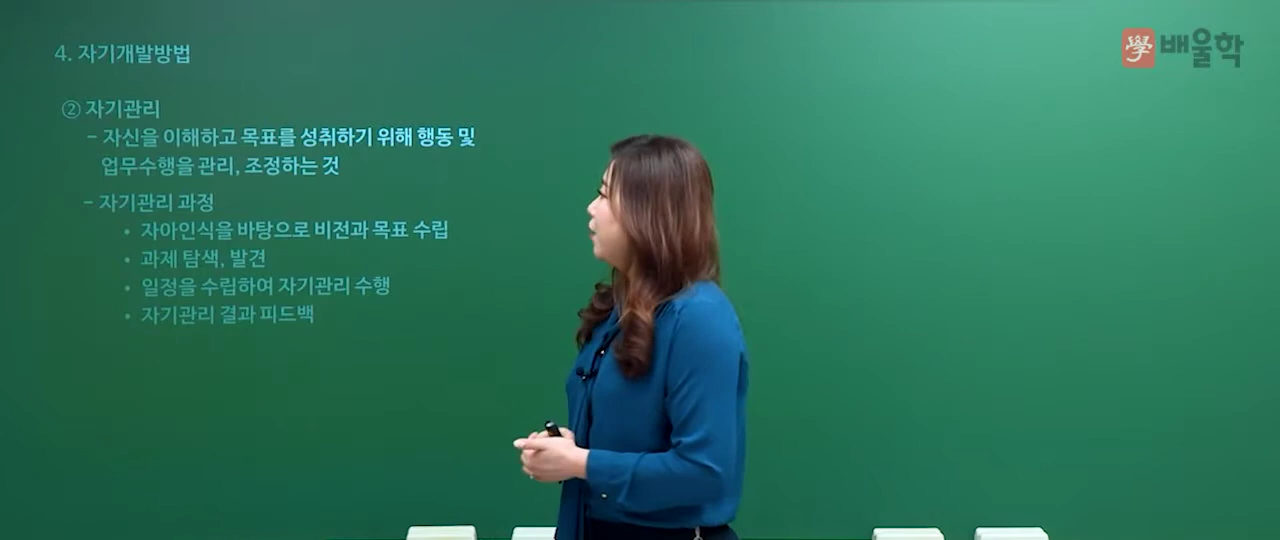 4. 자기개발방법
學 배울학
② 자기관리
- 자신을 이해하고 목표를 성취하기 위해 행동 및
업무수행을 관리, 조정하는 것
- 자기관리 과정
• 자아인식을 바탕으로 비전과 목표 수립
• 과제 탐색, 발견
• 일정을 수립하여 자기관리 수행
• 자기관리 결과 피드백